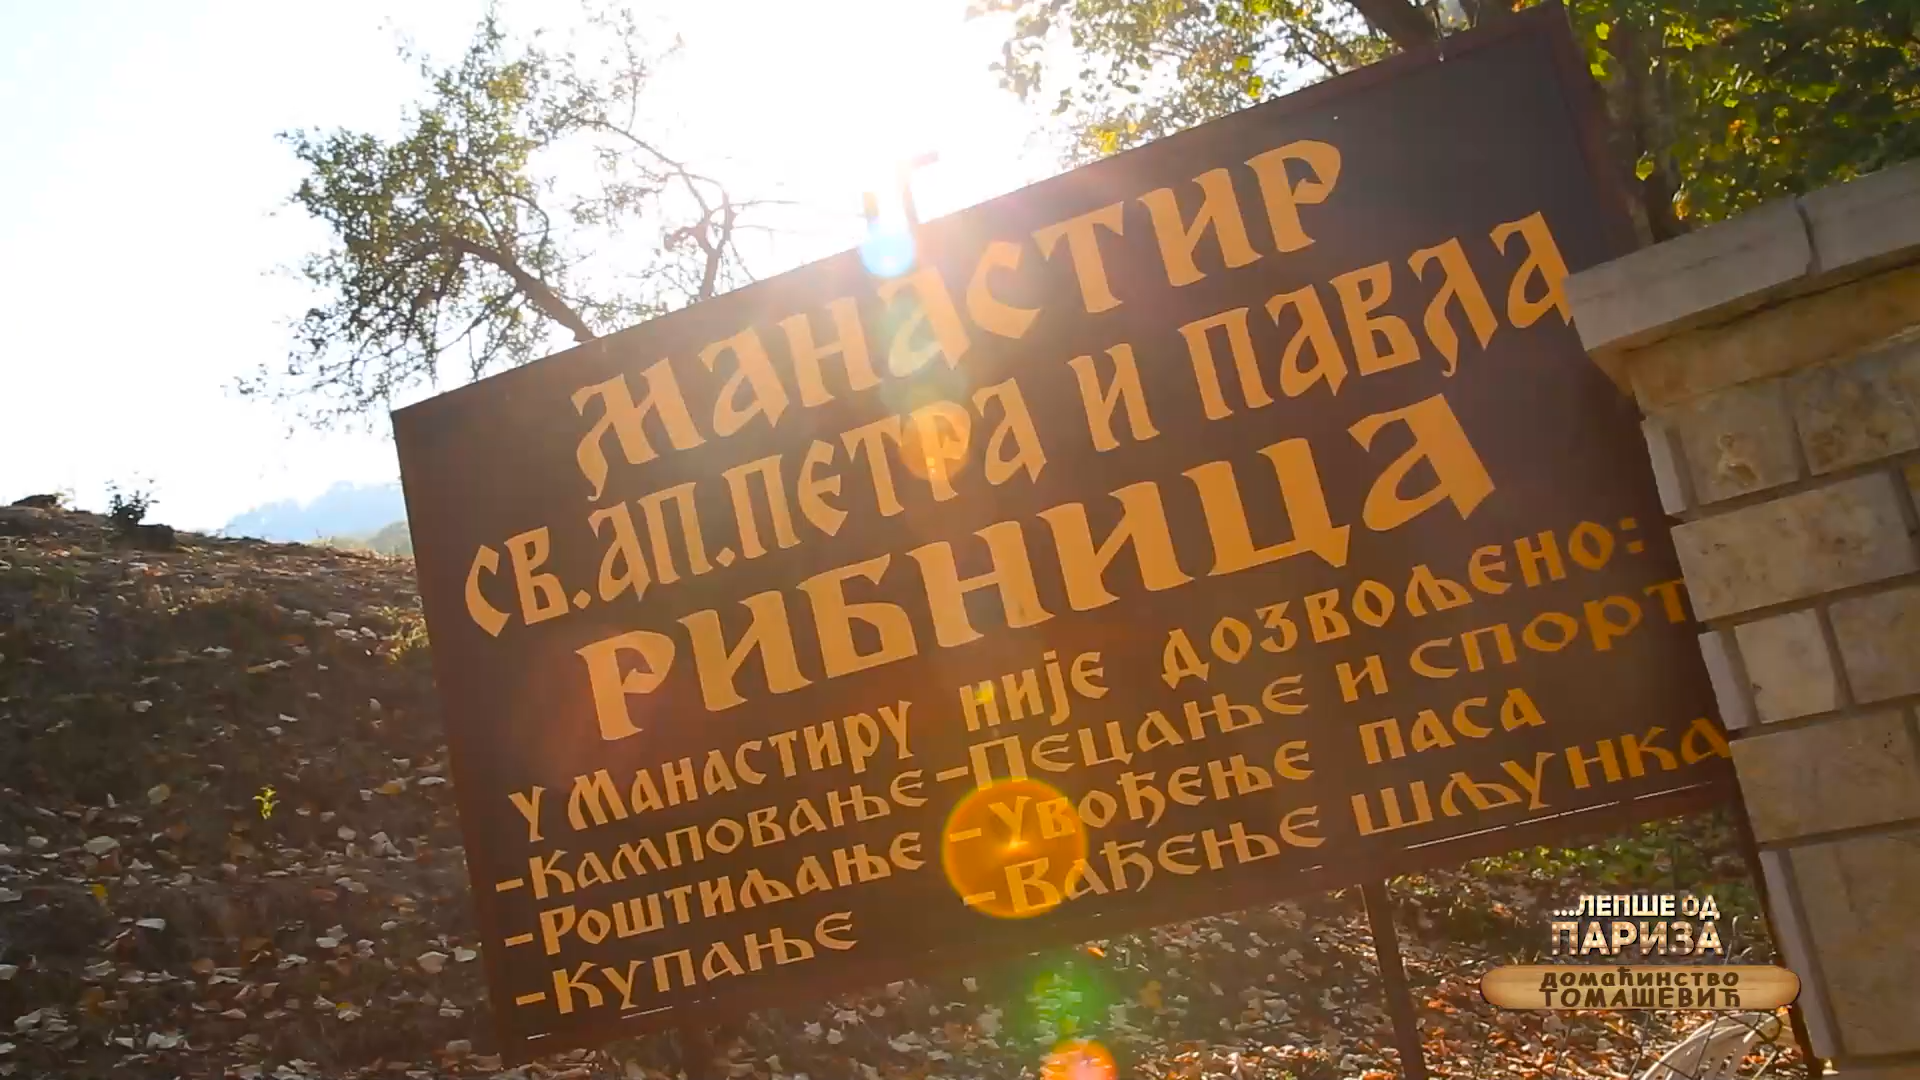 МАНАСТИР
СВ.АП.ПЕТРА И ПАВЛА
РИБНИЦА
У МАНАСТИРУ НИЈЕ ДОЗВОЉЕНО:
-КАМПОВАЊЕ -ПЕЦАЊЕ И СПОРТ
-РОШТИЉАЊЕ -УВОЂЕЊЕ ПАСА
-КУПАЊЕ -ВАЂЕЊЕ ШЉУНКА
...ЛЕПШЕ ОД
ПАРИЗА
ДОМАЋИНСТВО
ТОМАШЕВИЋ